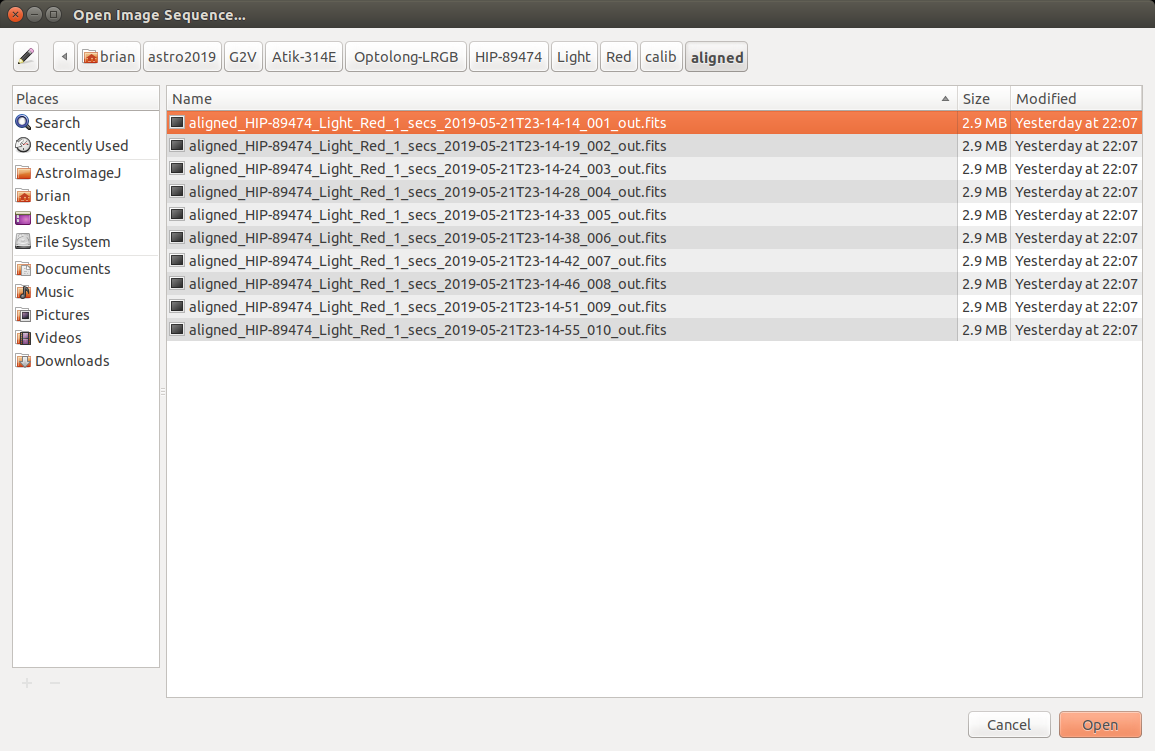 Open Image Sequence...
brian astro2019 G2V Atik-314E Optolong-LRGB HIP-89474 Light Red calib aligned
Places
Search
Recently Used
AstroImageJ
brian
Desktop
File System
Documents
Music
Pictures
Videos
Downloads
Name Size Modified
aligned_HIP-89474_Light_Red_1_secs_2019-05-21T23-14-14_001_out.fits 2.9 MB Yesterday at 22:07
aligned_HIP-89474_Light_Red_1_secs_2019-05-21T23-14-19_002_out.fits 2.9 MB Yesterday at 22:07
aligned_HIP-89474_Light_Red_1_secs_2019-05-21T23-14-24_003_out.fits 2.9 MB Yesterday at 22:07
aligned_HIP-89474_Light_Red_1_secs_2019-05-21T23-14-28_004_out.fits 2.9 MB Yesterday at 22:07
aligned_HIP-89474_Light_Red_1_secs_2019-05-21T23-14-33_005_out.fits 2.9 MB Yesterday at 22:07
aligned_HIP-89474_Light_Red_1_secs_2019-05-21T23-14-38_006_out.fits 2.9 MB Yesterday at 22:07
aligned_HIP-89474_Light_Red_1_secs_2019-05-21T23-14-42_007_out.fits 2.9 MB Yesterday at 22:07
aligned_HIP-89474_Light_Red_1_secs_2019-05-21T23-14-46_008_out.fits 2.9 MB Yesterday at 22:07
aligned_HIP-89474_Light_Red_1_secs_2019-05-21T23-14-51_009_out.fits 2.9 MB Yesterday at 22:07
aligned_HIP-89474_Light_Red_1_secs_2019-05-21T23-14-55_010_out.fits 2.9 MB Yesterday at 22:07
Cancel Open